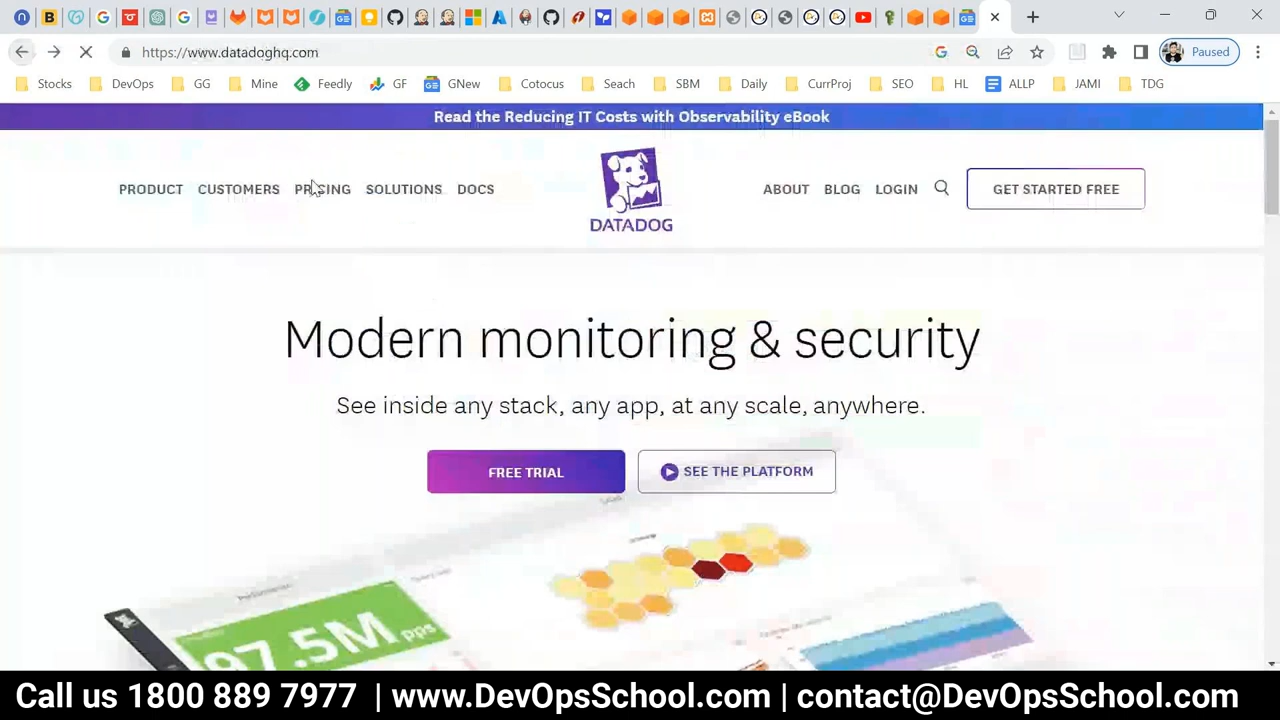 https://www.datadoghq.com
Paused
Stocks DevOps GG Mine Feedly GF GNew Cotocus Seach SBM Daily CurrProj SEO HL ALLP JAMI TDG
Read the Reducing IT Costs with Observability eBook
PRODUCT CUSTOMERS PRICING SOLUTIONS DOCS
DATADOG
ABOUT BLOG LOGIN GET STARTED FREE
Modern monitoring & security
See inside any stack, any app, at any scale, anywhere.
FREE TRIAL SEE THE PLATFORM
97.5M pps
Call us 1800 889 7977 | www.DevOpsSchool.com | contact@DevOpsSchool.com